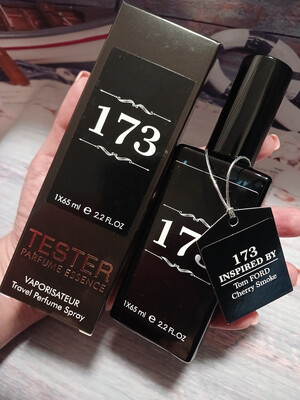 173
1X65 ml e 2.2 FL.OZ
TESTER
PARFUME ESSENCE
VAPORISATEUR
Travel Perfume Spray
173
1X65 ml e 2.2 FL.OZ
173
INSPIRED BY
Tom FORD
Cherry Smoke